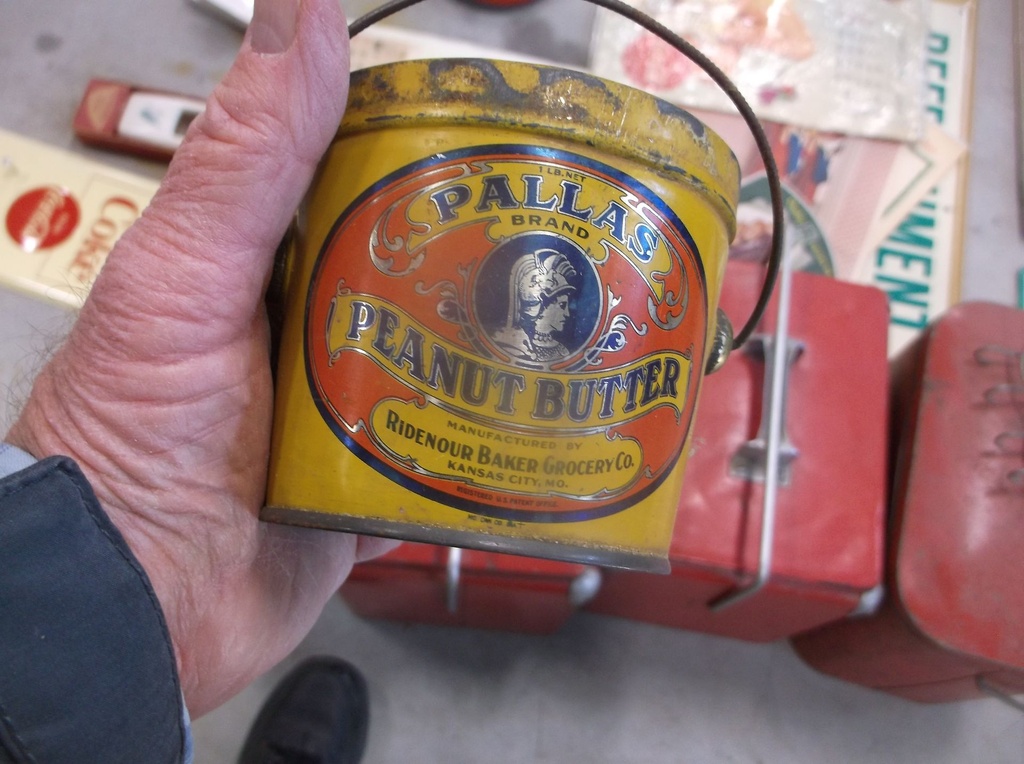 1 LB. NET
PALLAS
BRAND
PEANUT BUTTER
MANUFACTURED BY
RIDENOUR BAKER GROCERY CO.
KANSAS CITY, MO.
REGISTERED U.S. PATENT OFFICE
Coke
IMENT